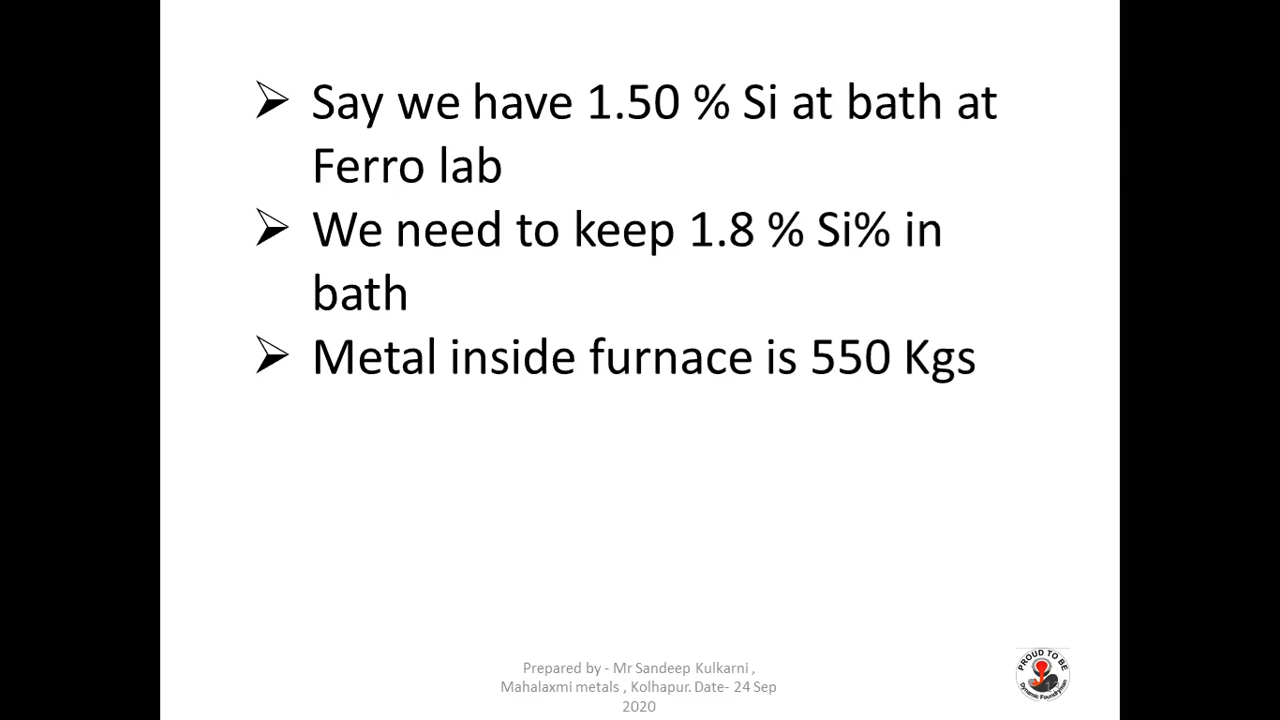 ➢ Say we have 1.50 % Si at bath at
Ferro lab
➢ We need to keep 1.8 % Si% in
bath
➢ Metal inside furnace is 550 Kgs
Prepared by - Mr Sandeep Kulkarni ,
Mahalaxmi metals , Kolhapur. Date- 24 Sep
2020
PROUD TO BE
Dynamic Foundrymen